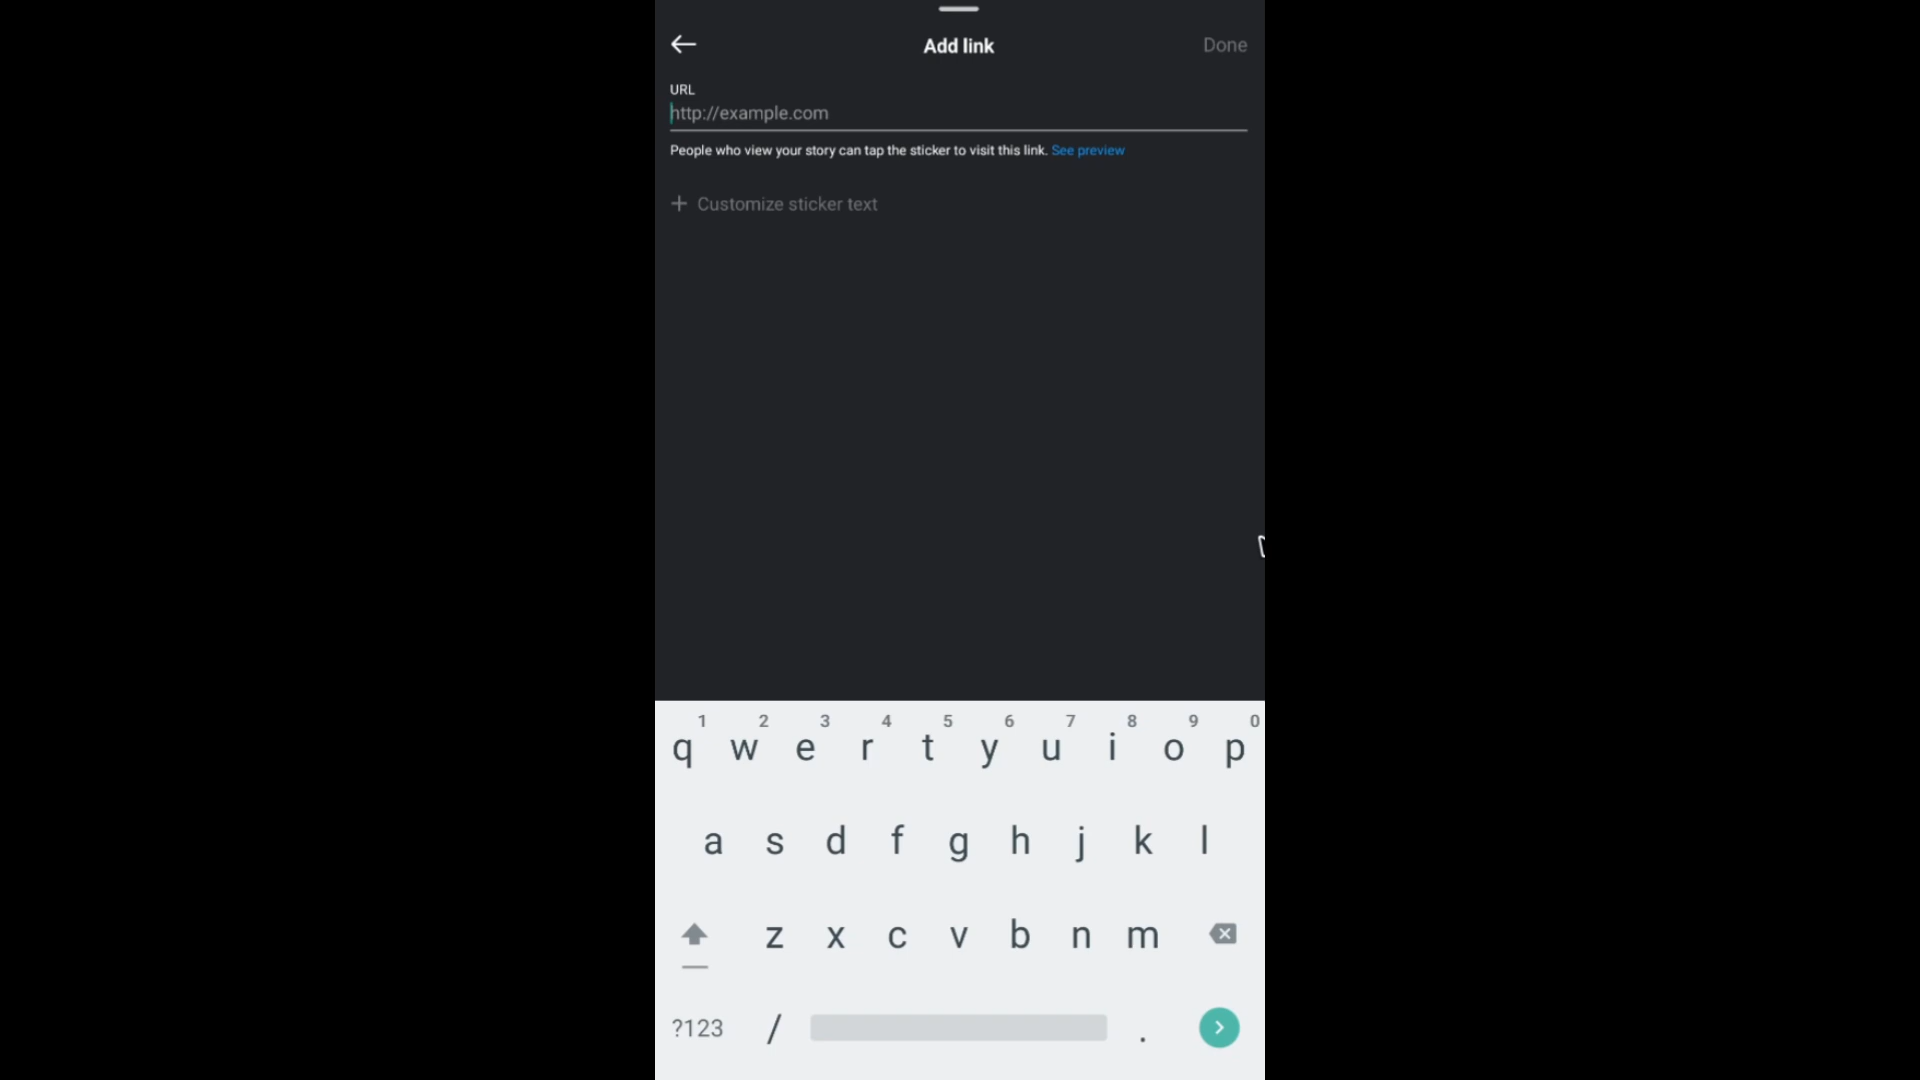 Add link
Done
URL
http://example.com
People who view your story can tap the sticker to visit this link. See preview
+ Customize sticker text
1 2 3 4 5 6 7 8 9 0
q w e r t y u i o p
a s d f g h j k l
z x c v b n m
?123 / .